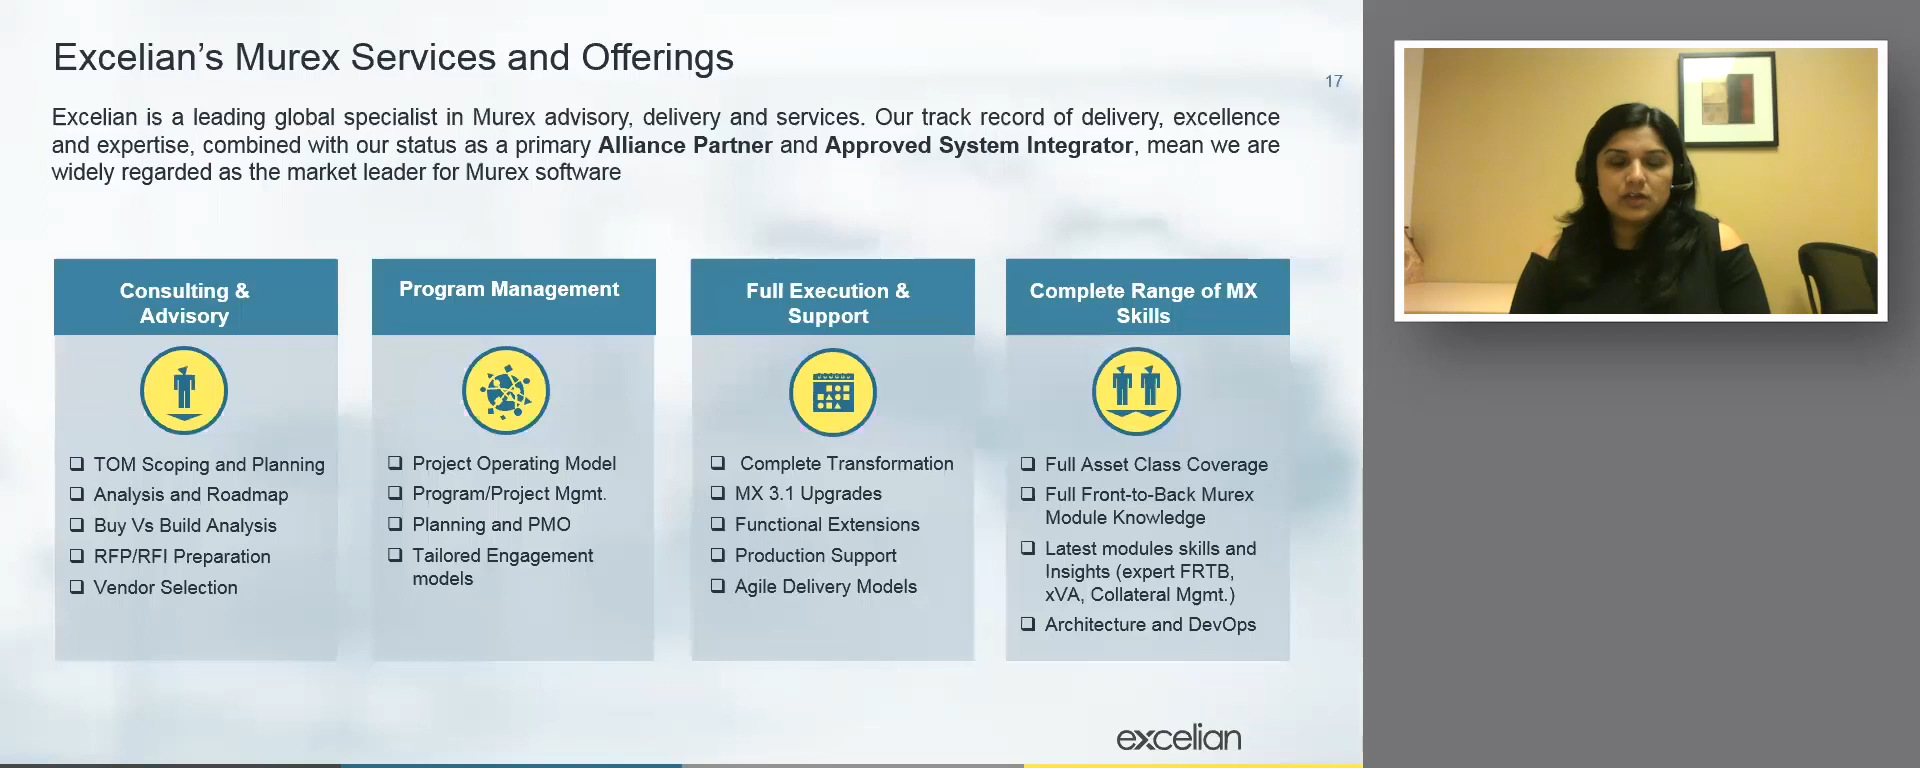 Excelian’s Murex Services and Offerings
17
Excelian is a leading global specialist in Murex advisory, delivery and services. Our track record of delivery, excellence
and expertise, combined with our status as a primary Alliance Partner and Approved System Integrator, mean we are
widely regarded as the market leader for Murex software
Consulting &
Advisory
TOM Scoping and Planning
Analysis and Roadmap
Buy Vs Build Analysis
RFP/RFI Preparation
Vendor Selection
Program Management
Project Operating Model
Program/Project Mgmt.
Planning and PMO
Tailored Engagement
models
Full Execution &
Support
Complete Transformation
MX 3.1 Upgrades
Functional Extensions
Production Support
Agile Delivery Models
Complete Range of MX
Skills
Full Asset Class Coverage
Full Front-to-Back Murex
Module Knowledge
Latest modules skills and
Insights (expert FRTB,
xVA, Collateral Mgmt.)
Architecture and DevOps
excelian